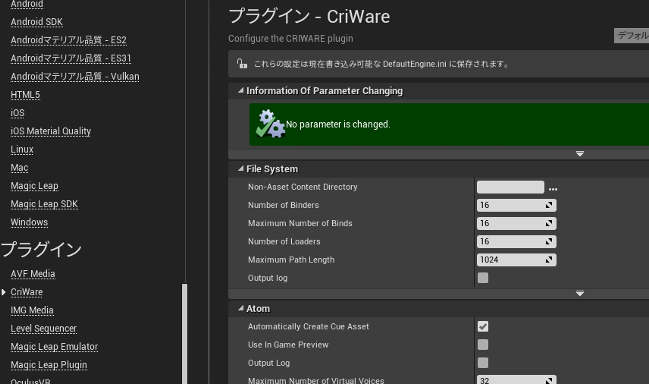 Android
Android SDK
Androidマテリアル品質 - ES2
Androidマテリアル品質 - ES31
Androidマテリアル品質 - Vulkan
HTML5
iOS
iOS Material Quality
Linux
Mac
Magic Leap
Magic Leap SDK
Windows
プラグイン
AVF Media
CriWare
IMG Media
Level Sequencer
Magic Leap Emulator
Magic Leap Plugin
OculusVR
プラグイン - CriWare
Configure the CRIWARE plugin
デフォル
これらの設定は現在書き込み可能な DefaultEngine.ini に保存されます。
Information Of Parameter Changing
No parameter is changed.
File System
Non-Asset Content Directory
...
Number of Binders
16
Maximum Number of Binds
16
Number of Loaders
16
Maximum Path Length
1024
Output log
Atom
Automatically Create Cue Asset
Use In Game Preview
Output Log
Maximum Number of Virtual Voices
32